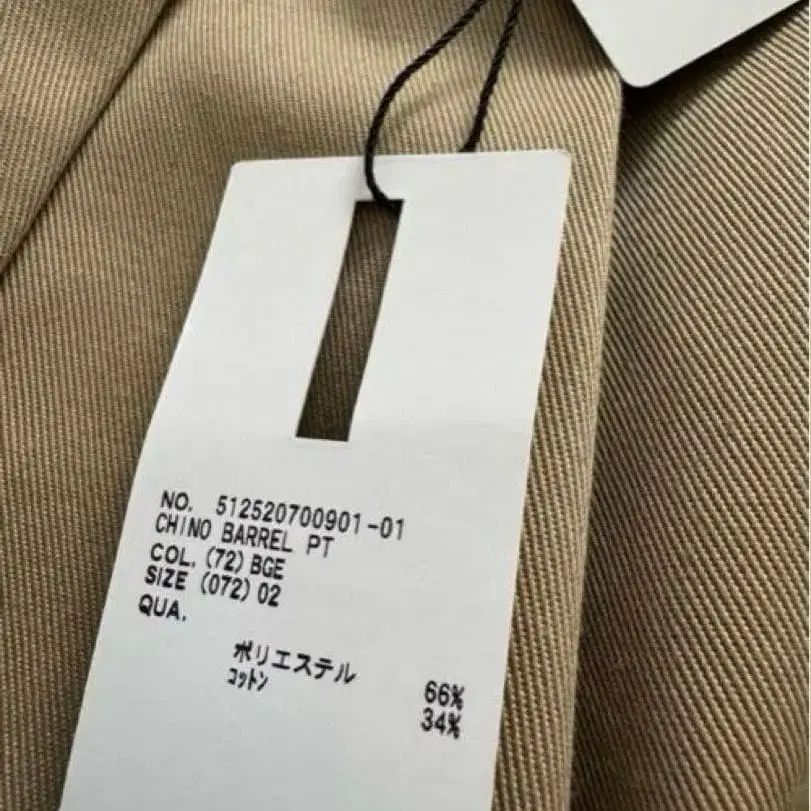 NO. 512520700901-01
CHINO BARREL PT
COL. (72) BGE
SIZE (072) 02
QUA.
ポリエステル 66%
ｺｯﾄﾝ 34%